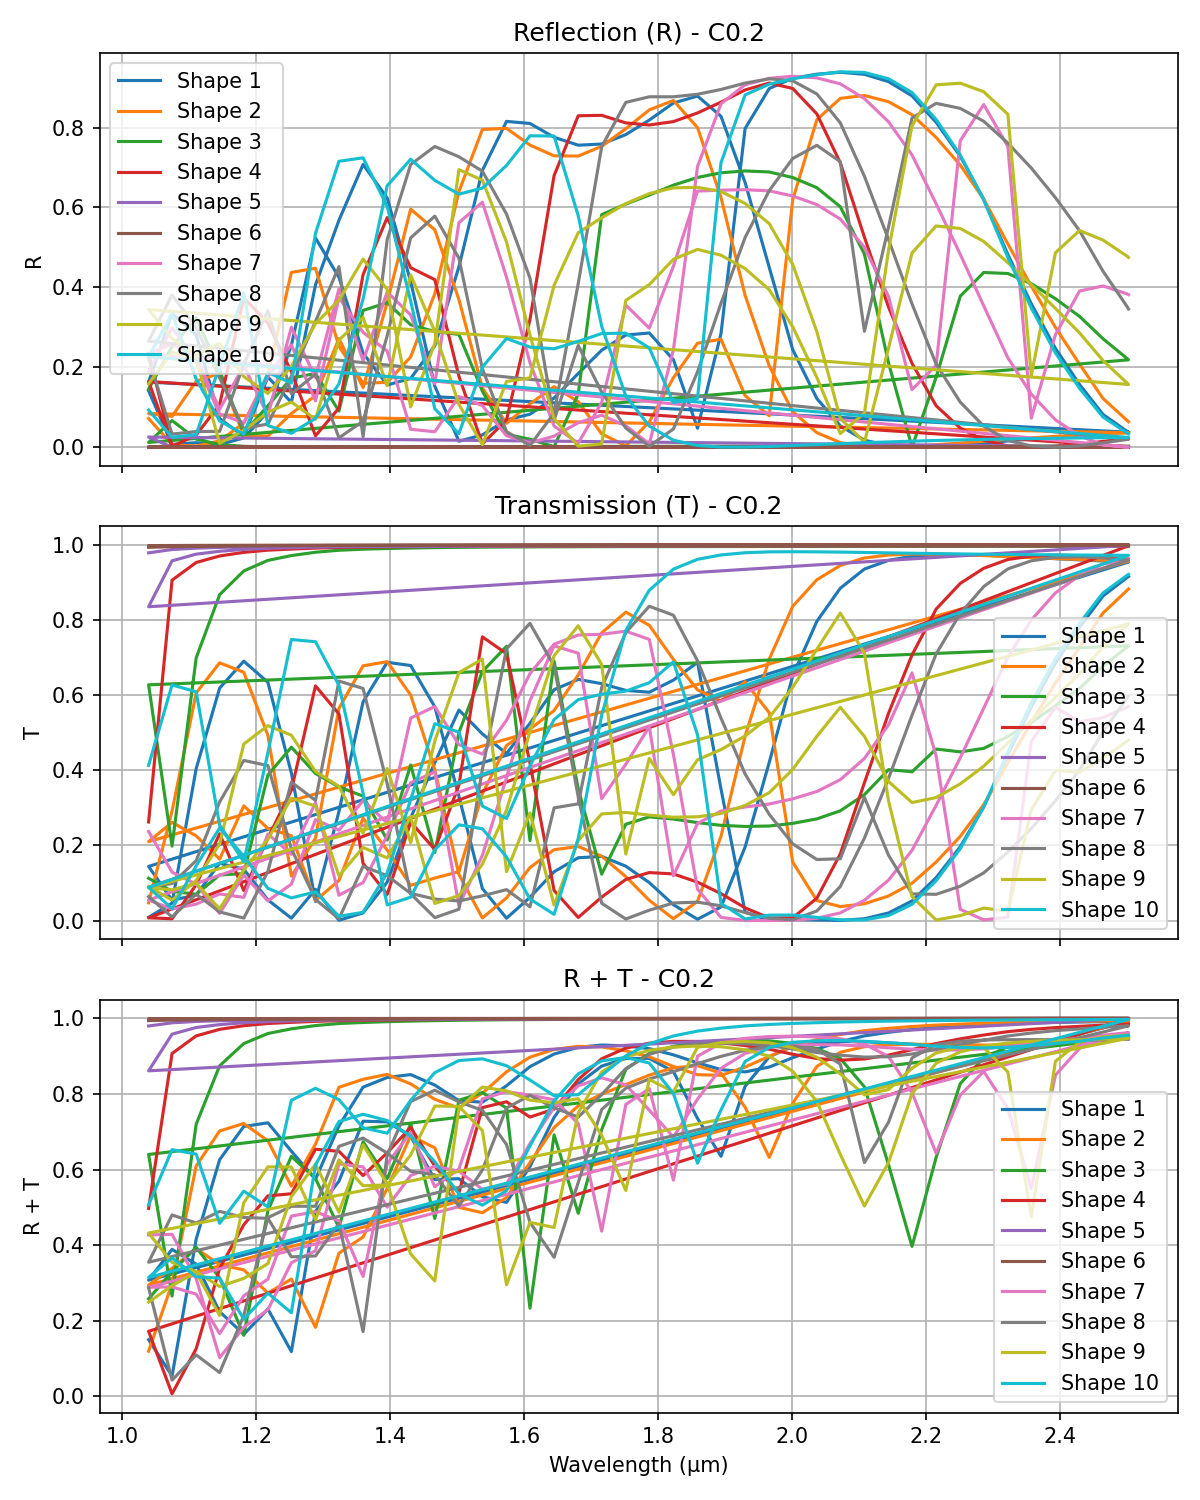 Reflection (R) - C0.2
R
0.8
0.6
0.4
0.2
0.0
Shape 1
Shape 2
Shape 3
Shape 4
Shape 5
Shape 6
Shape 7
Shape 8
Shape 9
Shape 10
Transmission (T) - C0.2
T
1.0
0.8
0.6
0.4
0.2
0.0
Shape 1
Shape 2
Shape 3
Shape 4
Shape 5
Shape 6
Shape 7
Shape 8
Shape 9
Shape 10
R + T - C0.2
R + T
1.0
0.8
0.6
0.4
0.2
0.0
Shape 1
Shape 2
Shape 3
Shape 4
Shape 5
Shape 6
Shape 7
Shape 8
Shape 9
Shape 10
1.0 1.2 1.4 1.6 1.8 2.0 2.2 2.4
Wavelength (μm)